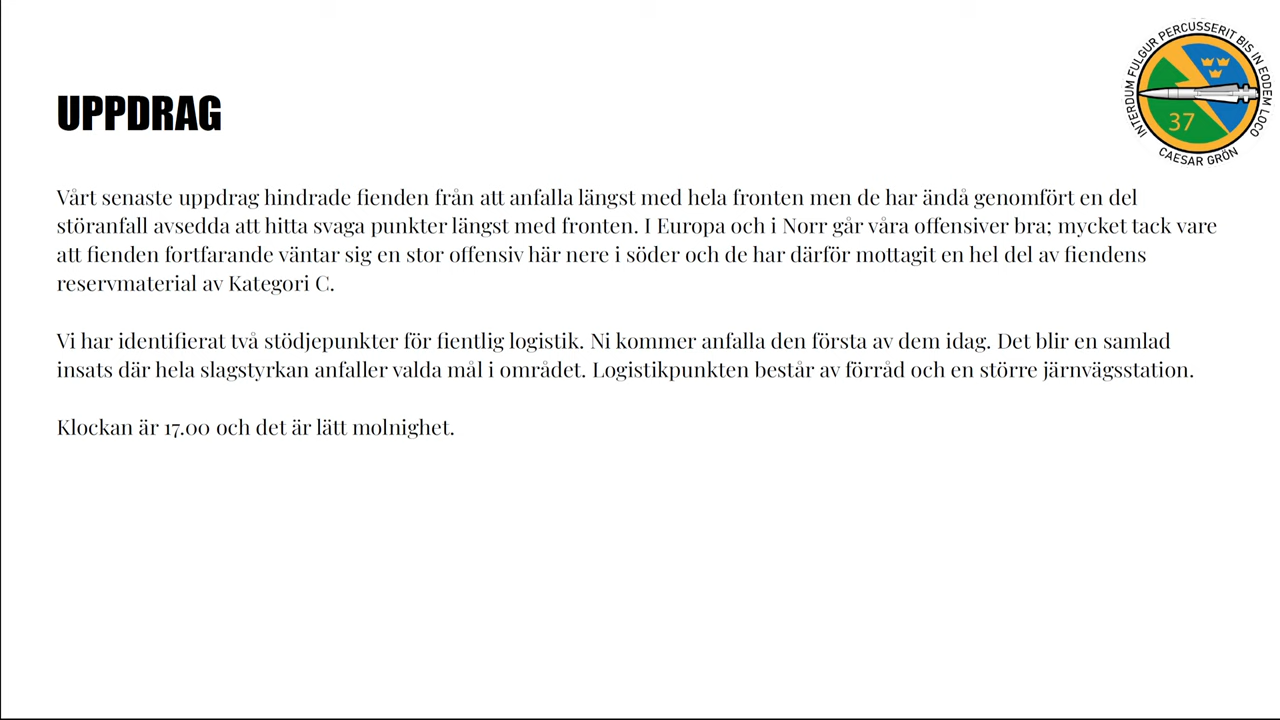 INTERDUM FULGUR PERCUSSERIT BIS IN EODEM LOCO
37
CAESAR GRÖN
UPPDRAG
Vårt senaste uppdrag hindrade fienden från att anfalla längst med hela fronten men de har ändå genomfört en del
störanfall avsedda att hitta svaga punkter längst med fronten. I Europa och i Norr går våra offensiver bra; mycket tack vare
att fienden fortfarande väntar sig en stor offensiv här nere i söder och de har därför mottagit en hel del av fiendens
reservmaterial av Kategori C.
Vi har identifierat två stödjepunkter för fientlig logistik. Ni kommer anfalla den första av dem idag. Det blir en samlad
insats där hela slagstyrkan anfaller valda mål i området. Logistikpunkten består av förråd och en större järnvägsstation.
Klockan är 17.00 och det är lätt molnighet.